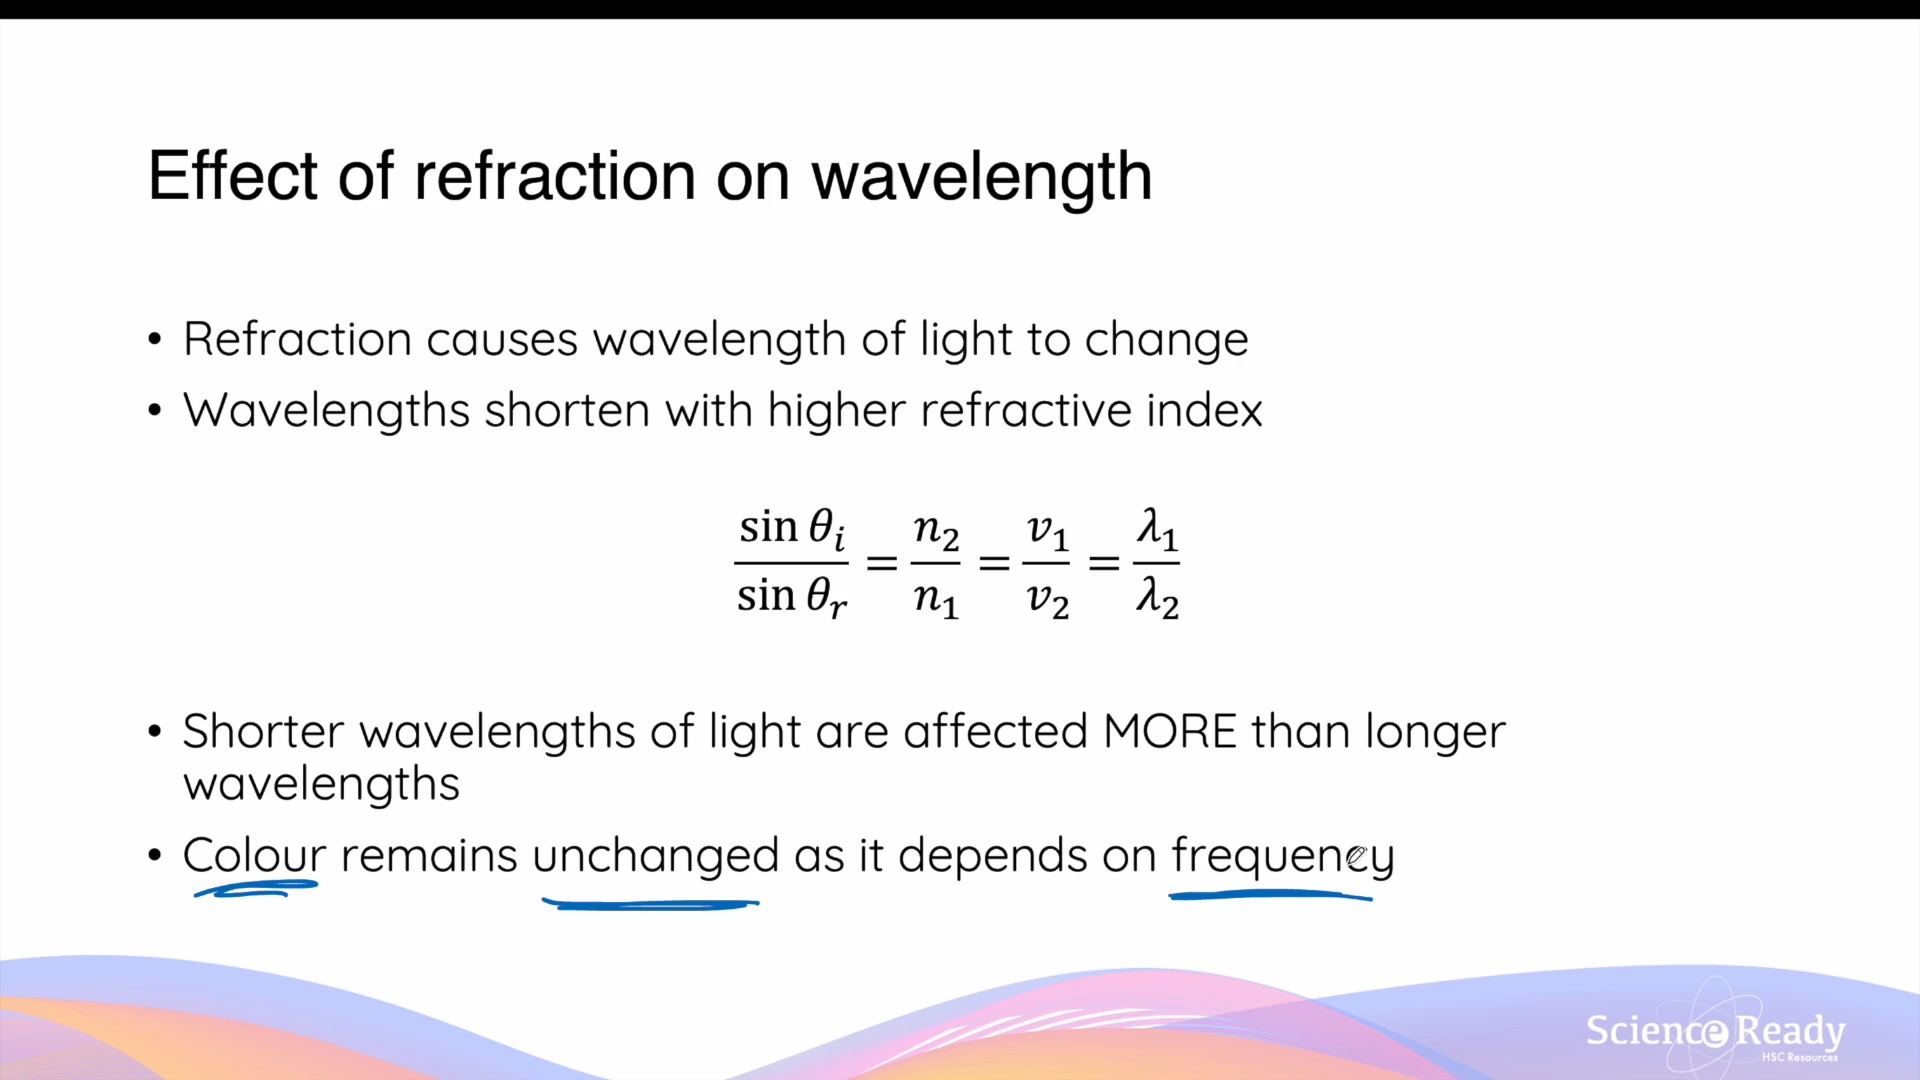 Effect of refraction on wavelength
• Refraction causes wavelength of light to change
• Wavelengths shorten with higher refractive index
sin θᵢ / sin θᵣ = n₂ / n₁ = v₁ / v₂ = λ₁ / λ₂
• Shorter wavelengths of light are affected MORE than longer
wavelengths
• Colour remains unchanged as it depends on frequency
Science Ready
HSC Resources